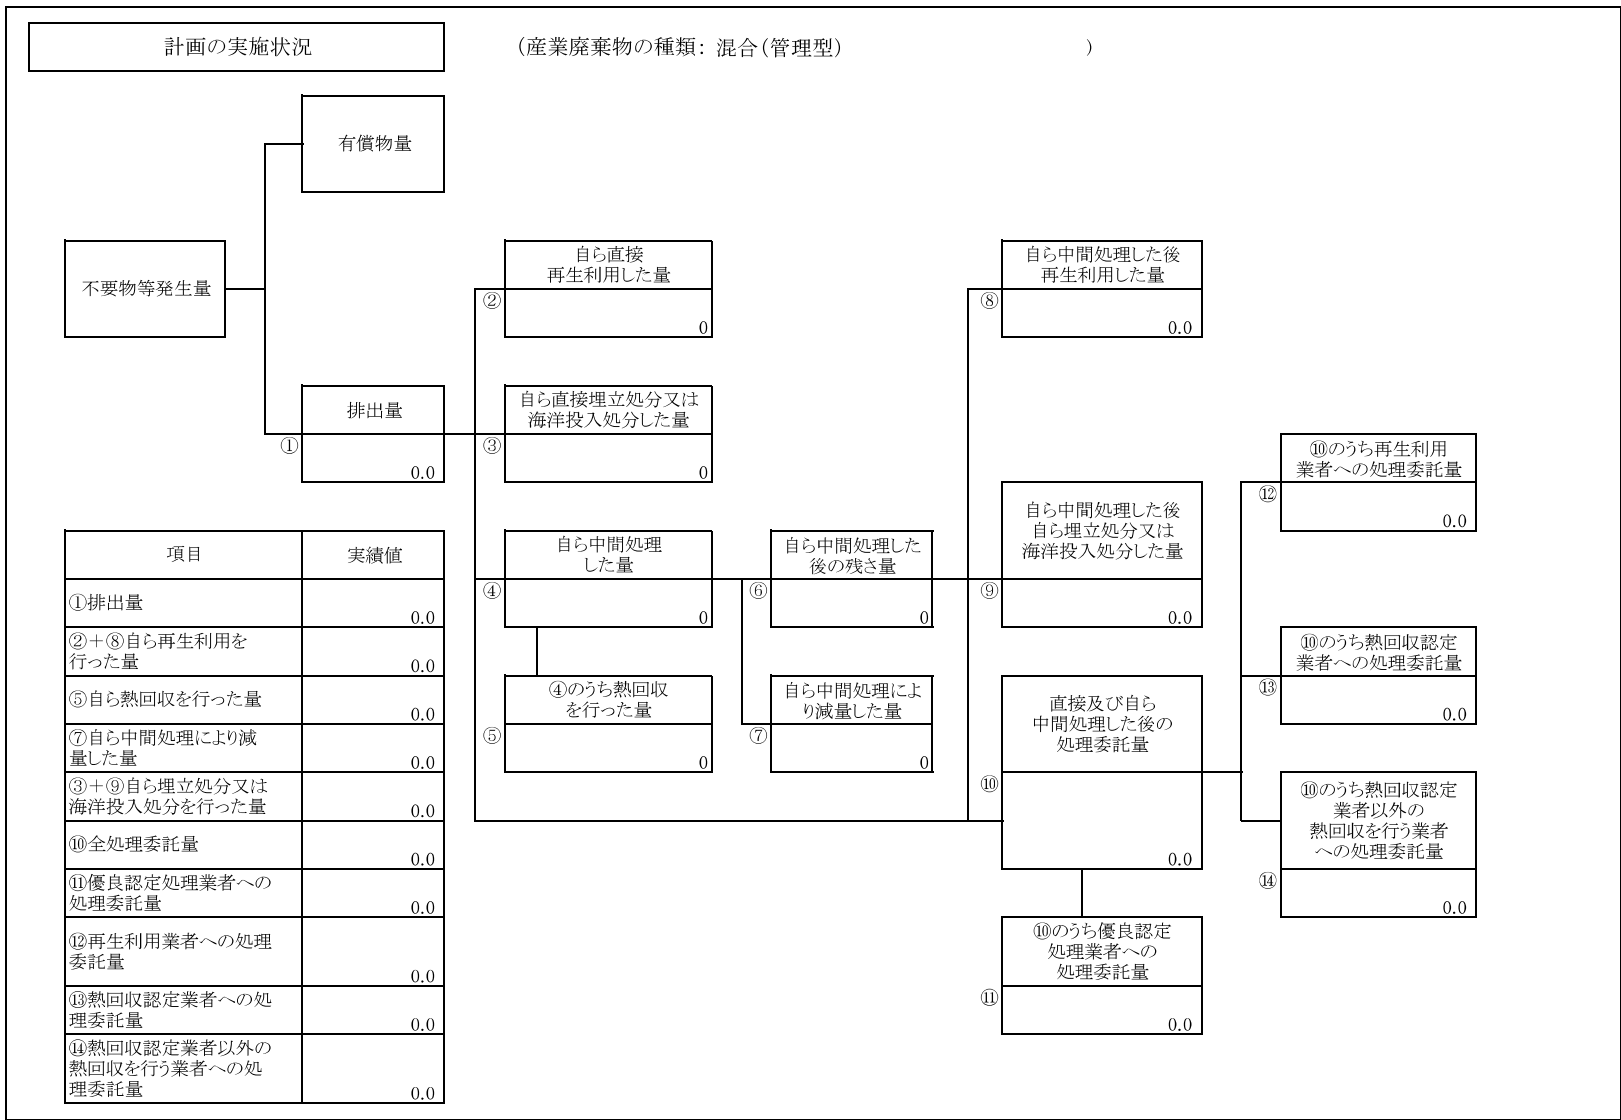 計画の実施状況
(産業廃棄物の種類： 混合(管理型) )
有償物量
不要物等発生量
排出量
①
0.0
自ら直接
再生利用した量
②
0
自ら直接埋立処分又は
海洋投入処分した量
③
0
自ら中間処理
した量
④
0
④のうち熱回収
を行った量
⑤
0
自ら中間処理した
後の残さ量
⑥
0
自ら中間処理によ
り減量した量
⑦
0
自ら中間処理した後
再生利用した量
⑧
0.0
自ら中間処理した後
自ら埋立処分又は
海洋投入処分した量
⑨
0.0
直接及び自ら
中間処理した後の
処理委託量
⑩
0.0
⑩のうち優良認定
処理業者への
処理委託量
⑪
0.0
⑩のうち再生利用
業者への処理委託量
⑫
0.0
⑩のうち熱回収認定
業者への処理委託量
⑬
0.0
⑩のうち熱回収認定
業者以外の
熱回収を行う業者
への処理委託量
⑭
0.0
項目 実績値
①排出量
0.0
②＋⑧自ら再生利用を
行った量
0.0
⑤自ら熱回収を行った量
0.0
⑦自ら中間処理により減
量した量
0.0
③＋⑨自ら埋立処分又は
海洋投入処分を行った量
0.0
⑩全処理委託量
0.0
⑪優良認定処理業者への
処理委託量
0.0
⑫再生利用業者への処理
委託量
0.0
⑬熱回収認定業者への処
理委託量
0.0
⑭熱回収認定業者以外の
熱回収を行う業者への処
理委託量
0.0